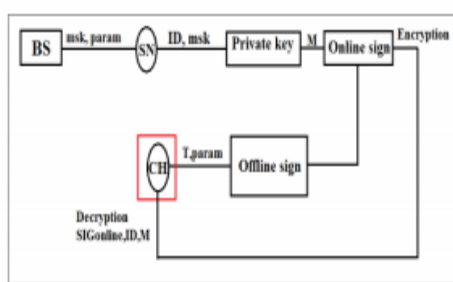 BS
msk, param
SN
ID, msk
Private key
M
Online sign
Encryption
CH
T,param
Offline sign
Decryption
SIGonline,ID,M